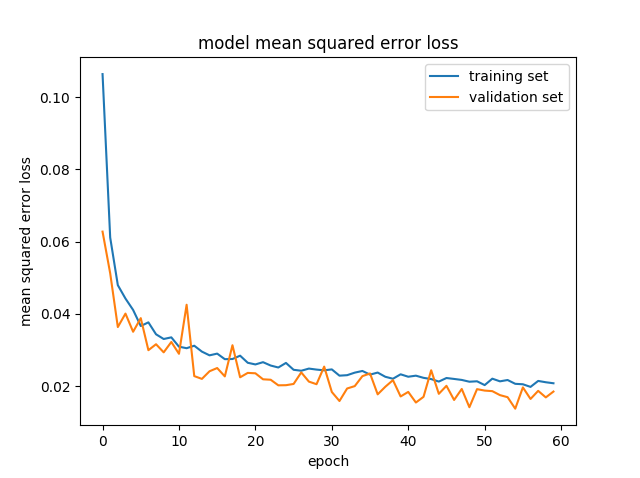 model mean squared error loss
training set
validation set
mean squared error loss
0.10
0.08
0.06
0.04
0.02
0 10 20 30 40 50 60
epoch